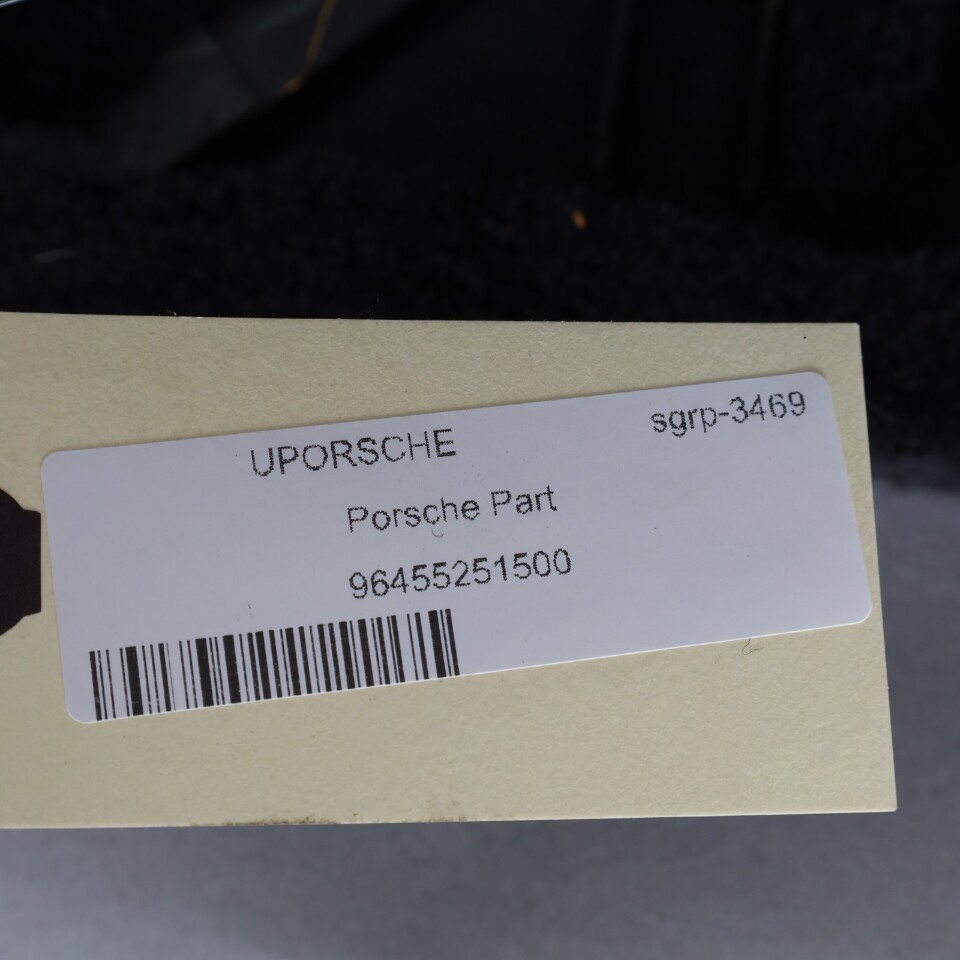 UPORSCHE
sgrp-3469
Porsche Part
96455251500